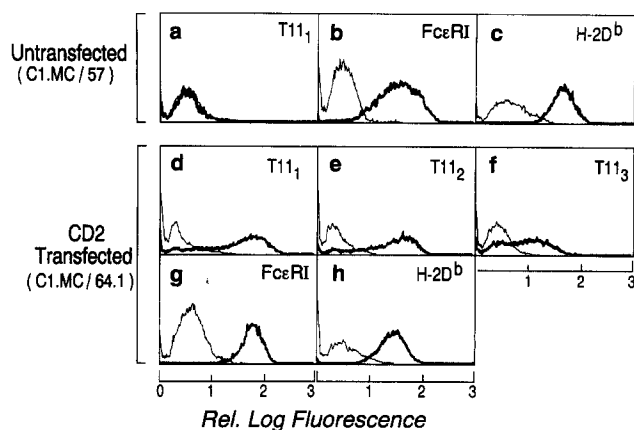 a T11₁
b FcεRI
c H-2Dᵇ
Untransfected
( C1.MC / 57 )
d T11₁
e T11₂
f T11₃
CD2
Transfected
( C1.MC / 64.1 )
1 2 3
g FcεRI
h H-2Dᵇ
0 1 2 3
1 2 3
Rel. Log Fluorescence